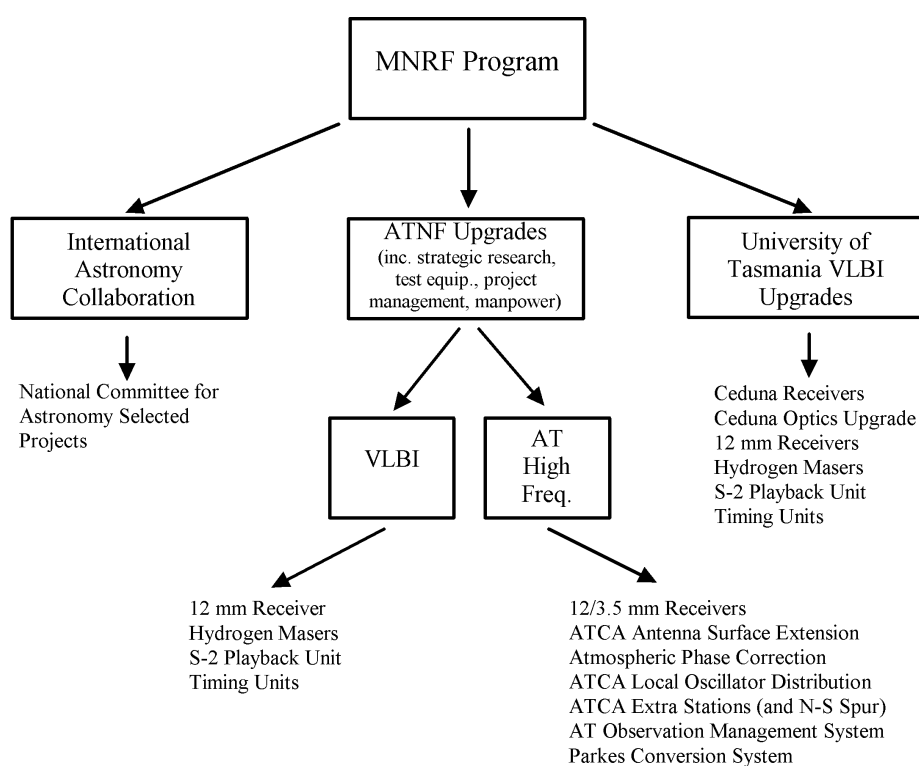 MNRF Program
International
Astronomy
Collaboration
ATNF Upgrades
(inc. strategic research,
test equip., project
management, manpower)
University of
Tasmania VLBI
Upgrades
National Committee for
Astronomy Selected
Projects
VLBI
AT
High
Freq.
Ceduna Receivers
Ceduna Optics Upgrade
12 mm Receivers
Hydrogen Masers
S-2 Playback Unit
Timing Units
12 mm Receiver
Hydrogen Masers
S-2 Playback Unit
Timing Units
12/3.5 mm Receivers
ATCA Antenna Surface Extension
Atmospheric Phase Correction
ATCA Local Oscillator Distribution
ATCA Extra Stations (and N-S Spur)
AT Observation Management System
Parkes Conversion System